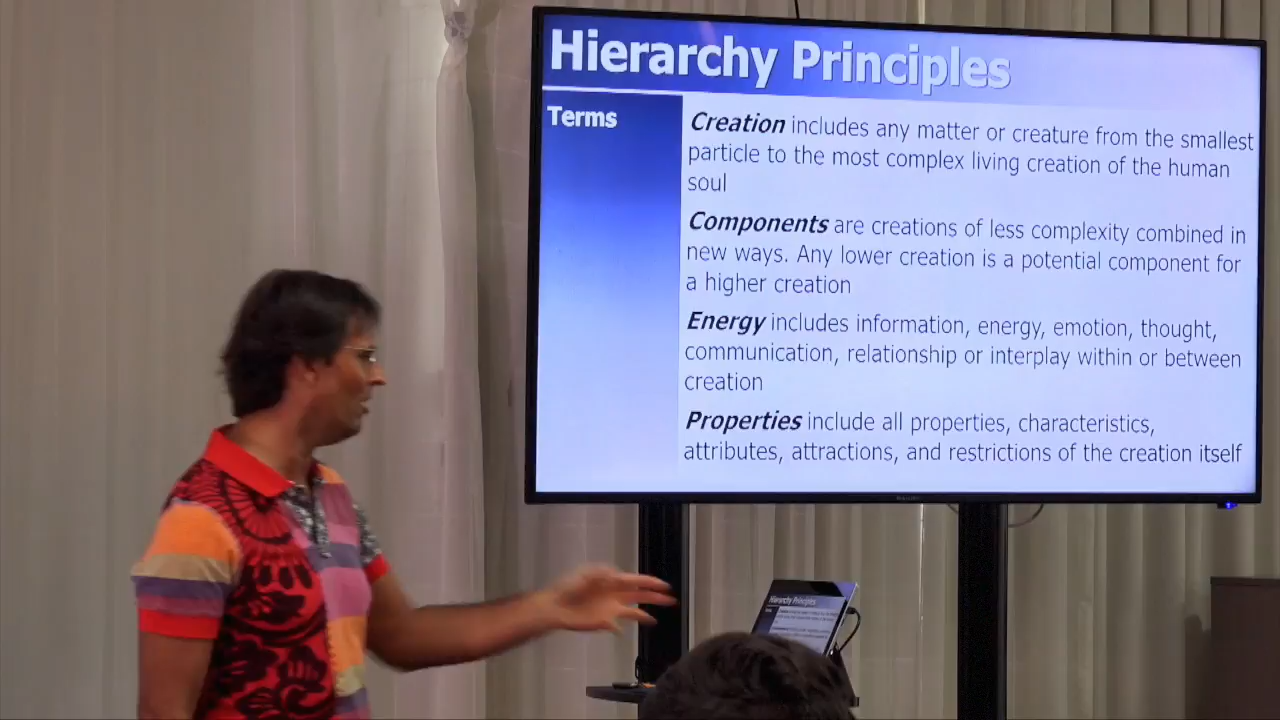 Hierarchy Principles
Terms
Creation includes any matter or creature from the smallest
particle to the most complex living creation of the human
soul
Components are creations of less complexity combined in
new ways. Any lower creation is a potential component for
a higher creation
Energy includes information, energy, emotion, thought,
communication, relationship or interplay within or between
creation
Properties include all properties, characteristics,
attributes, attractions, and restrictions of the creation itself
Hierarchy Principles